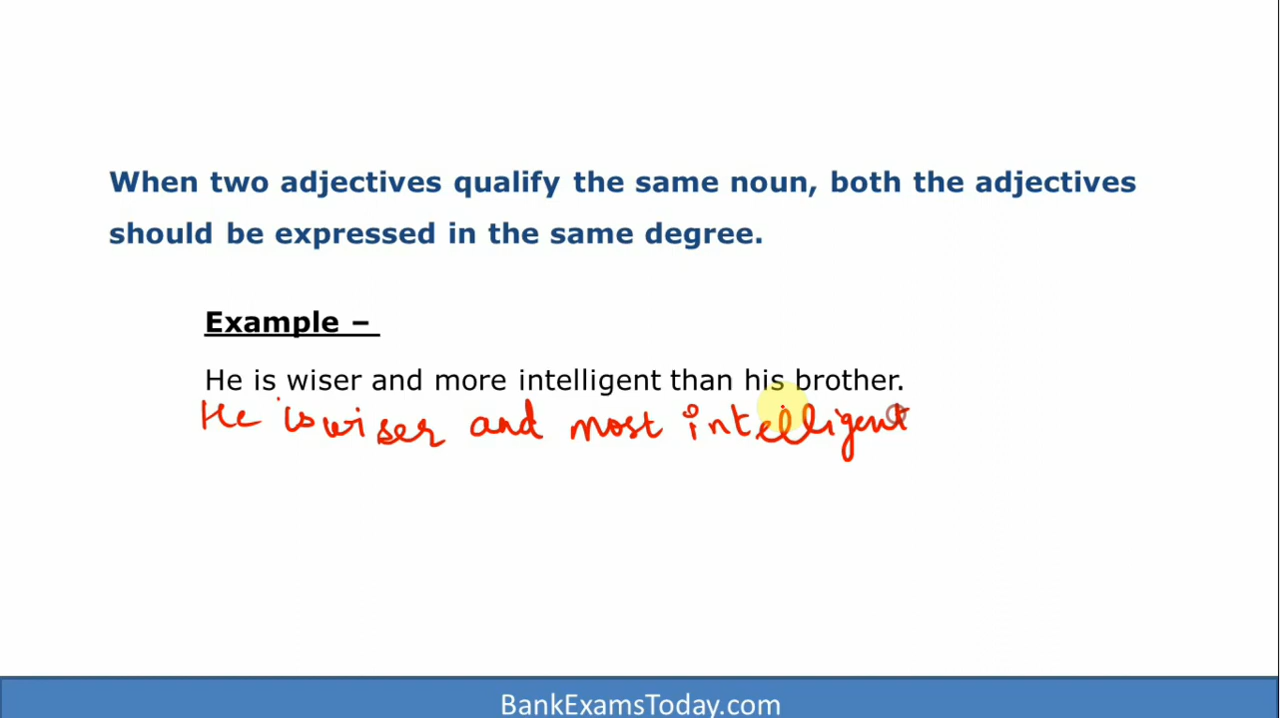 When two adjectives qualify the same noun, both the adjectives
should be expressed in the same degree.
Example –
He is wiser and more intelligent than his brother.
He is wiser and most intelligent
BankExamsToday.com